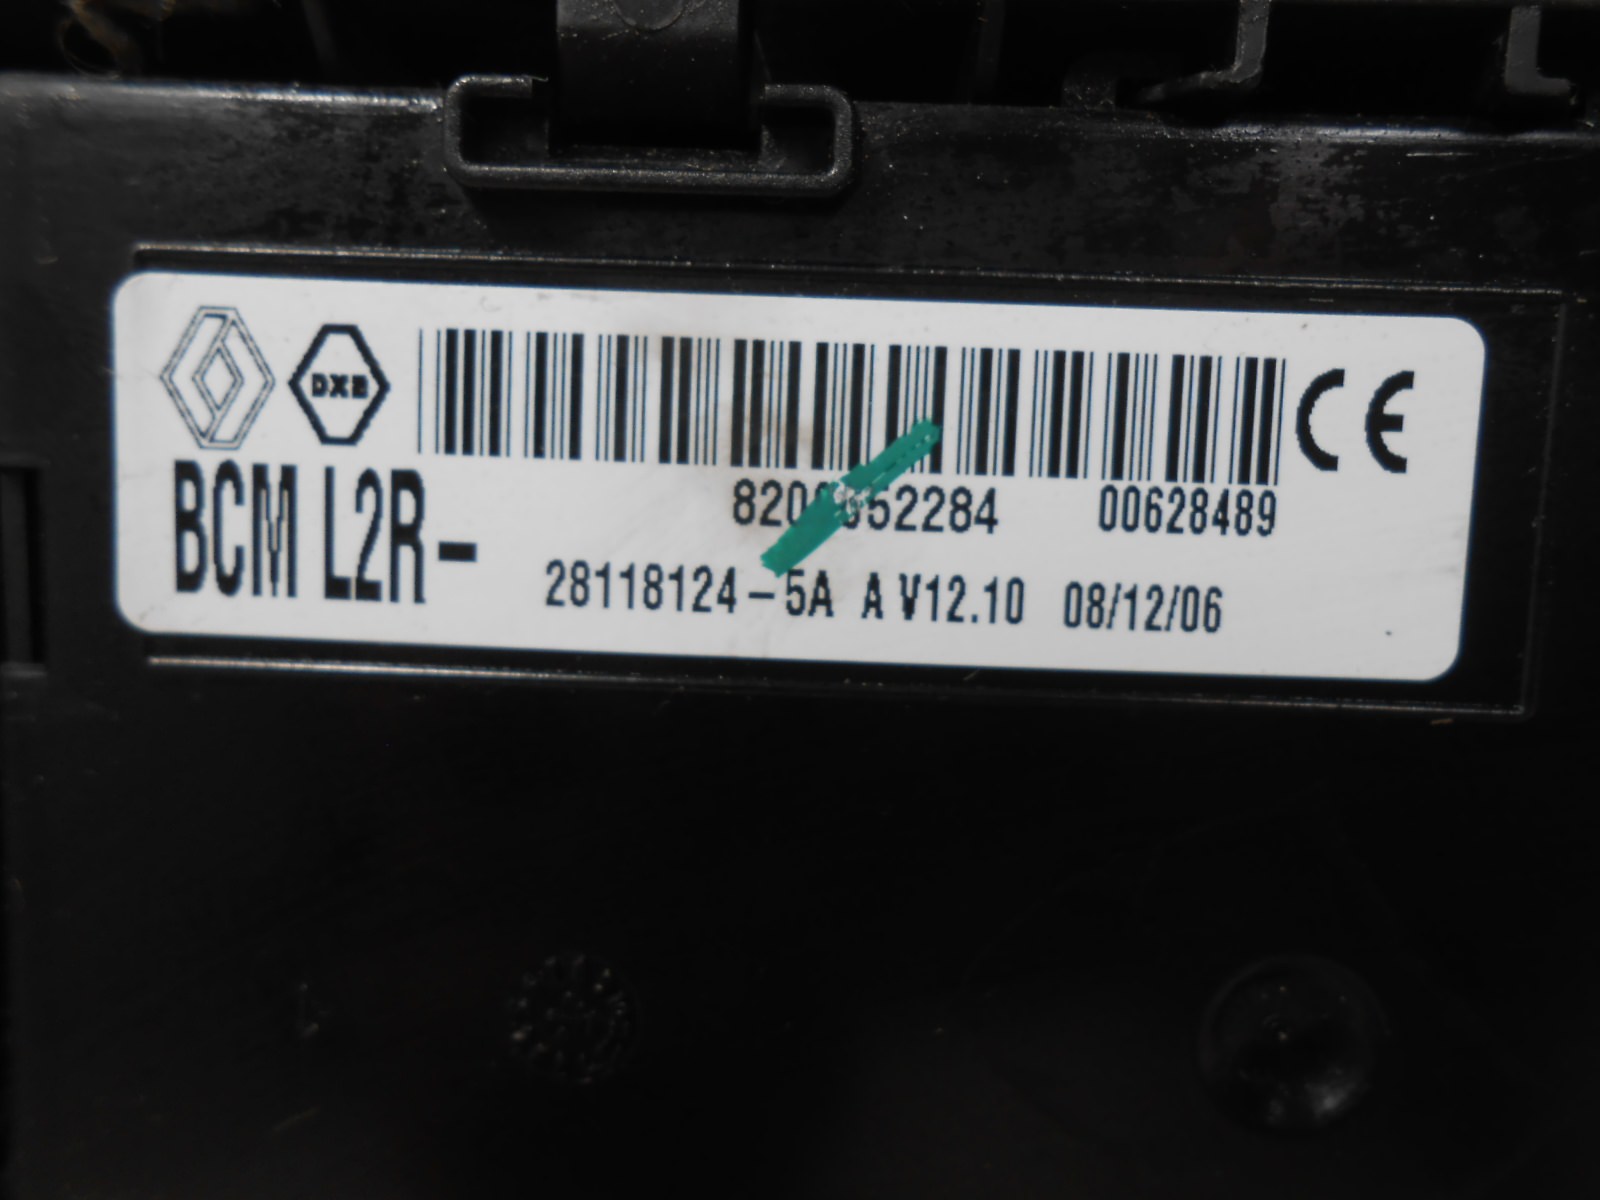 DXB
BCM L2R-
00628489
28118124-5A A V12.10 08/12/06
CE